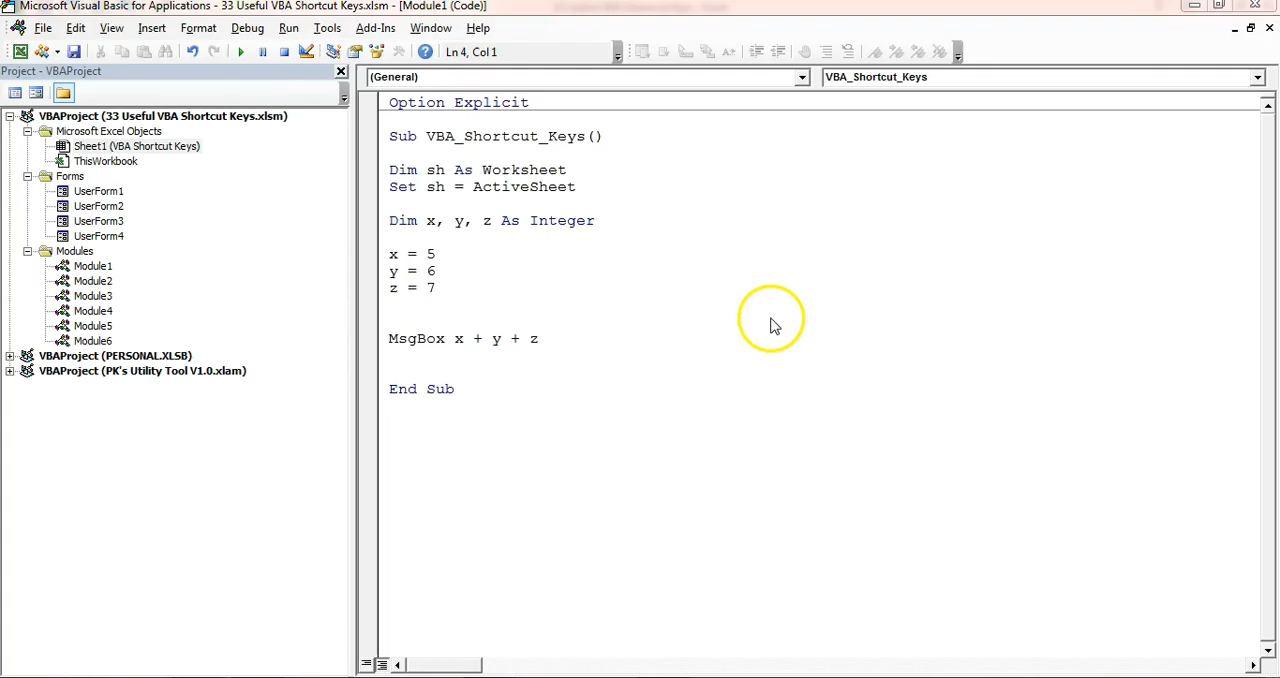 Microsoft Visual Basic for Applications - 33 Useful VBA Shortcut Keys.xlsm - [Module1 (Code)]
File Edit View Insert Format Debug Run Tools Add-Ins Window Help
Ln 4, Col 1
Project - VBAProject
(General) VBA_Shortcut_Keys
VBAProject (33 Useful VBA Shortcut Keys.xlsm)
Microsoft Excel Objects
Sheet1 (VBA Shortcut Keys)
ThisWorkbook
Forms
UserForm1
UserForm2
UserForm3
UserForm4
Modules
Module1
Module2
Module3
Module4
Module5
Module6
VBAProject (PERSONAL.XLSB)
VBAProject (PK's Utility Tool V1.0.xlam)
Option Explicit
Sub VBA_Shortcut_Keys()
Dim sh As Worksheet
Set sh = ActiveSheet
Dim x, y, z As Integer
x = 5
y = 6
z = 7
MsgBox x + y + z
End Sub